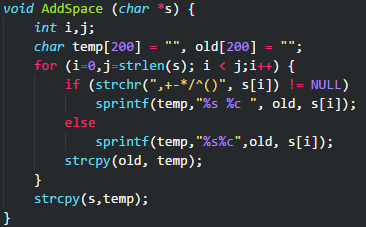 void AddSpace (char *s) {
    int i,j;
    char temp[200] = "", old[200] = "";
    for (i=0,j=strlen(s); i < j;i++) {
        if (strchr(",+-*/^()", s[i]) != NULL)
            sprintf(temp,"%s %c ", old, s[i]);
        else
            sprintf(temp,"%s%c",old, s[i]);
        strcpy(old, temp);
    }
    strcpy(s,temp);
}